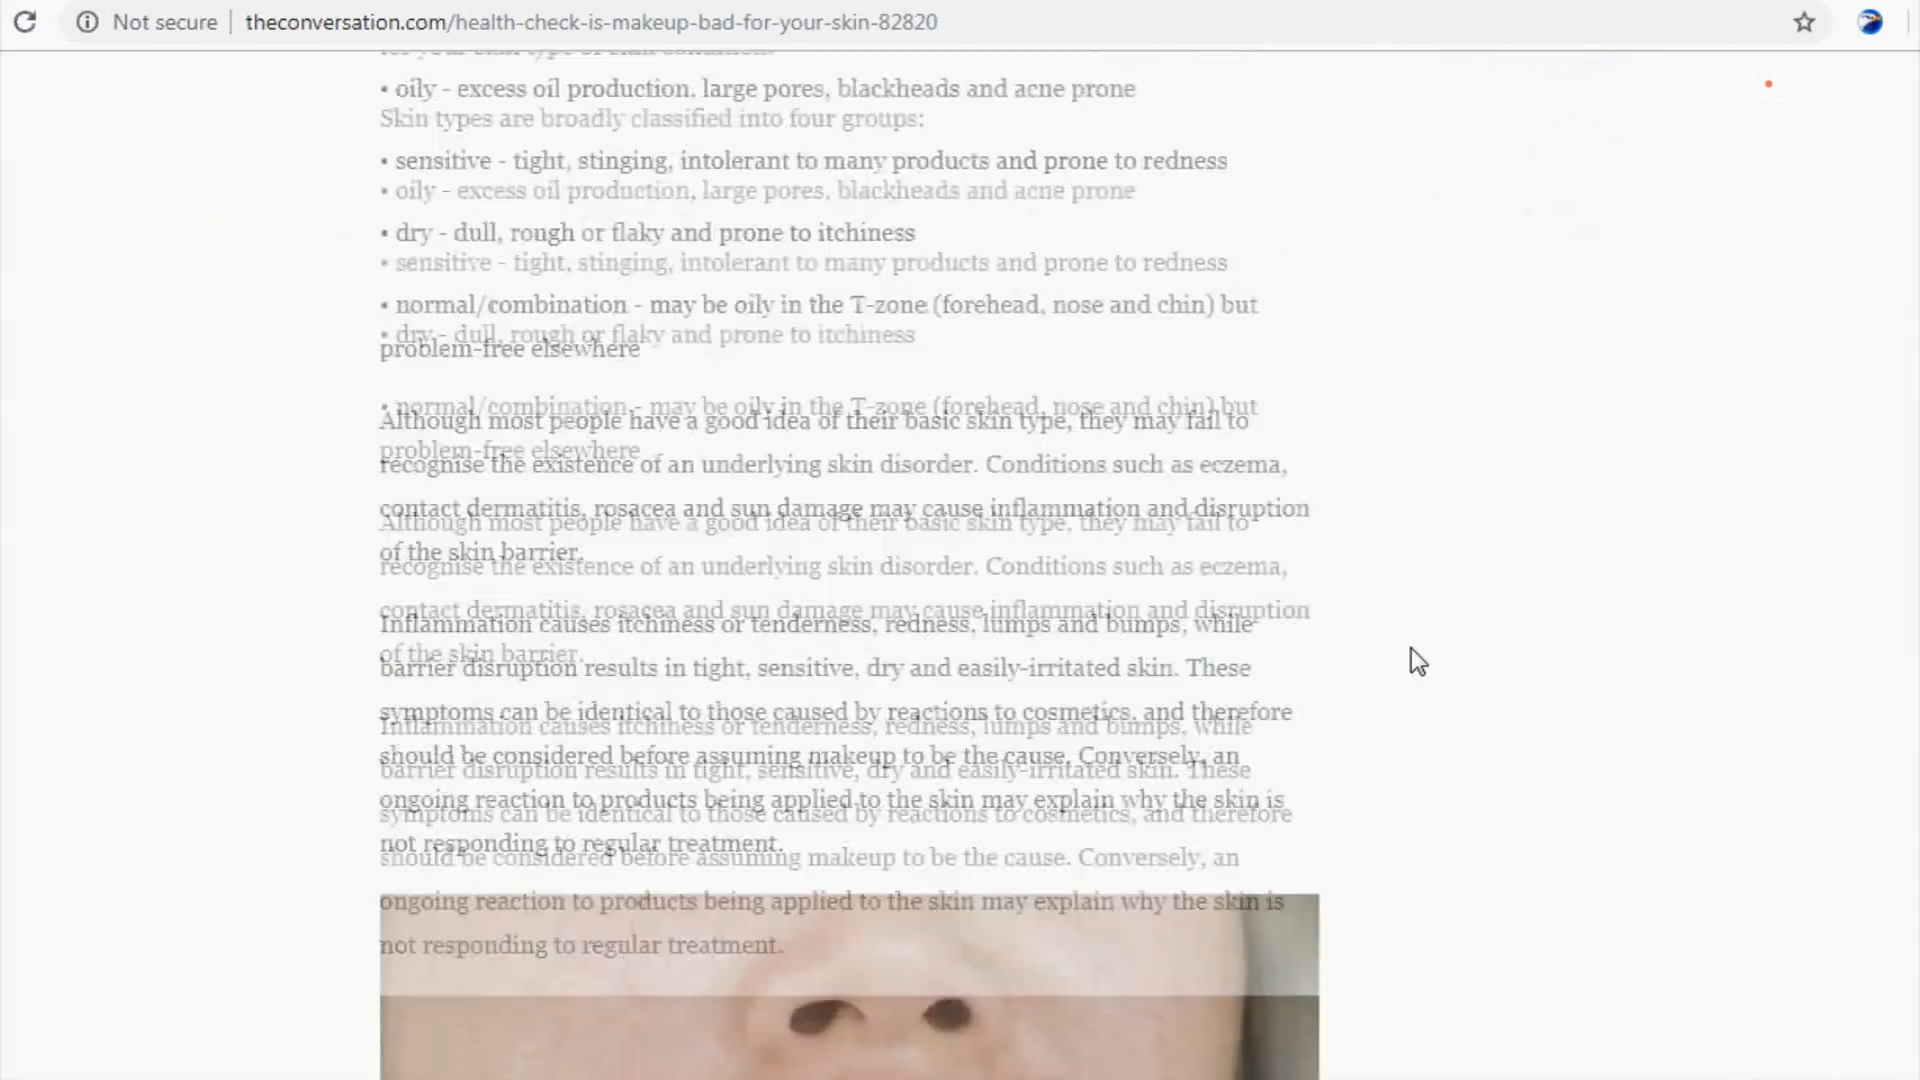 Not secure
theconversation.com/health-check-is-makeup-bad-for-your-skin-82820
for your skin type or skin condition.
• oily - excess oil production, large pores, blackheads and acne prone
Skin types are broadly classified into four groups:
• sensitive - tight, stinging, intolerant to many products and prone to redness
• oily - excess oil production, large pores, blackheads and acne prone
• dry - dull, rough or flaky and prone to itchiness
• sensitive - tight, stinging, intolerant to many products and prone to redness
• normal/combination - may be oily in the T-zone (forehead, nose and chin) but
• dry - dull, rough or flaky and prone to itchiness
problem-free elsewhere
• normal/combination - may be oily in the T-zone (forehead, nose and chin) but
Although most people have a good idea of their basic skin type, they may fail to
problem-free elsewhere
recognise the existence of an underlying skin disorder. Conditions such as eczema,
contact dermatitis, rosacea and sun damage may cause inflammation and disruption
Although most people have a good idea of their basic skin type, they may fail to
of the skin barrier.
recognise the existence of an underlying skin disorder. Conditions such as eczema,
contact dermatitis, rosacea and sun damage may cause inflammation and disruption
Inflammation causes itchiness or tenderness, redness, lumps and bumps, while
of the skin barrier.
barrier disruption results in tight, sensitive, dry and easily-irritated skin. These
symptoms can be identical to those caused by reactions to cosmetics, and therefore
Inflammation causes itchiness or tenderness, redness, lumps and bumps, while
should be considered before assuming makeup to be the cause. Conversely, an
barrier disruption results in tight, sensitive, dry and easily-irritated skin. These
ongoing reaction to products being applied to the skin may explain why the skin is
symptoms can be identical to those caused by reactions to cosmetics, and therefore
not responding to regular treatment.
should be considered before assuming makeup to be the cause. Conversely, an
ongoing reaction to products being applied to the skin may explain why the skin is
not responding to regular treatment.